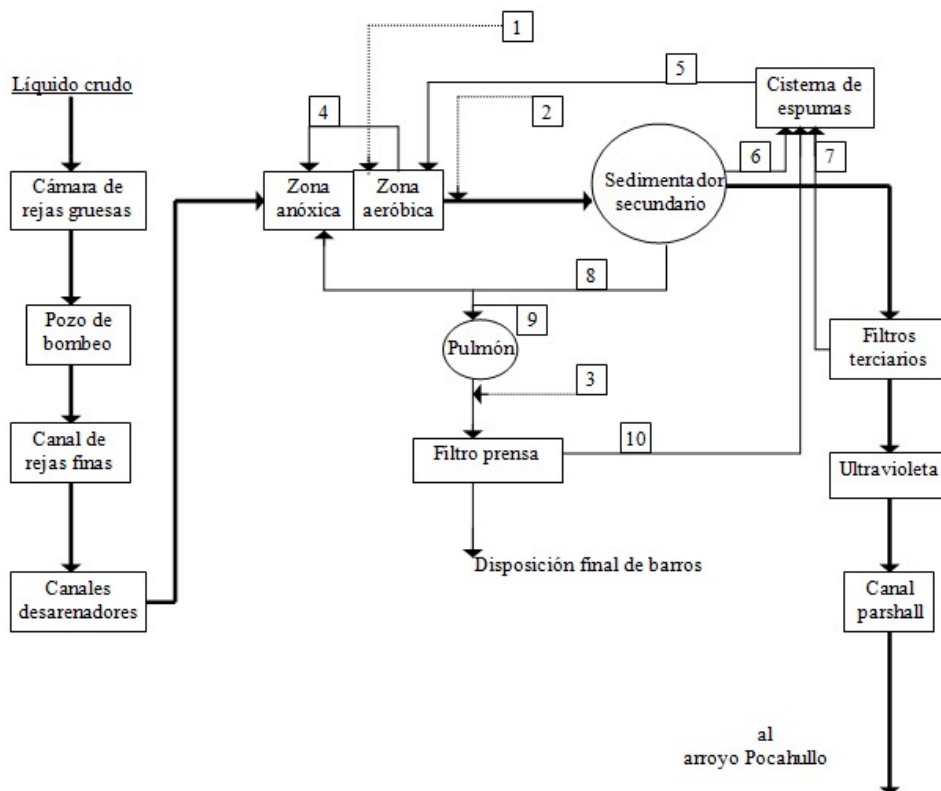 1
Líquido crudo
5
Cisterna de
espumas
4
2
6
7
Cámara de
rejas gruesas
Zona
anóxica
Zona
aeróbica
Sedimentador
secundario
8
9
Pozo de
bombeo
Pulmón
Filtros
terciarios
3
Canal de
rejas finas
Filtro prensa
10
Ultravioleta
Disposición final de barros
Canales
desarenadores
Canal
parshall
al
arroyo Pocahullo